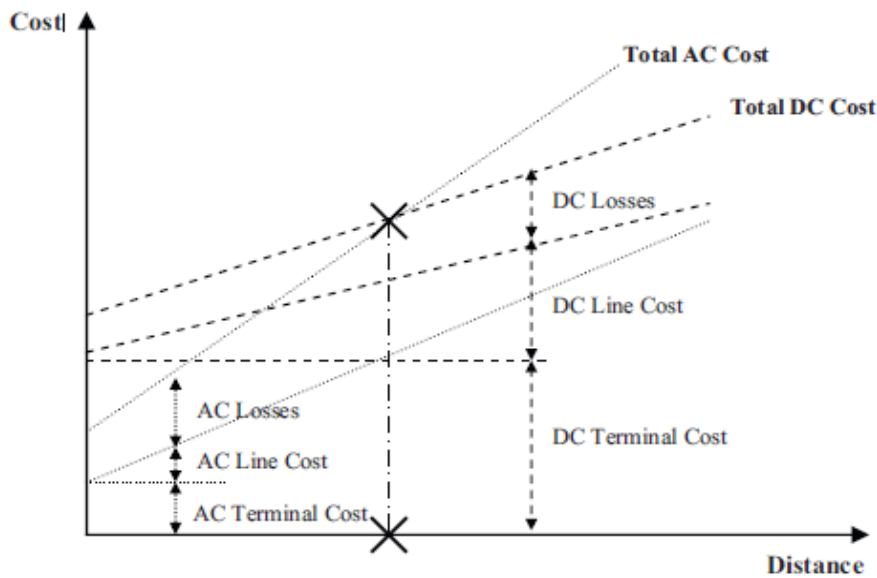 Cost
Total AC Cost
Total DC Cost
DC Losses
DC Line Cost
AC Losses
DC Terminal Cost
AC Line Cost
AC Terminal Cost
Distance